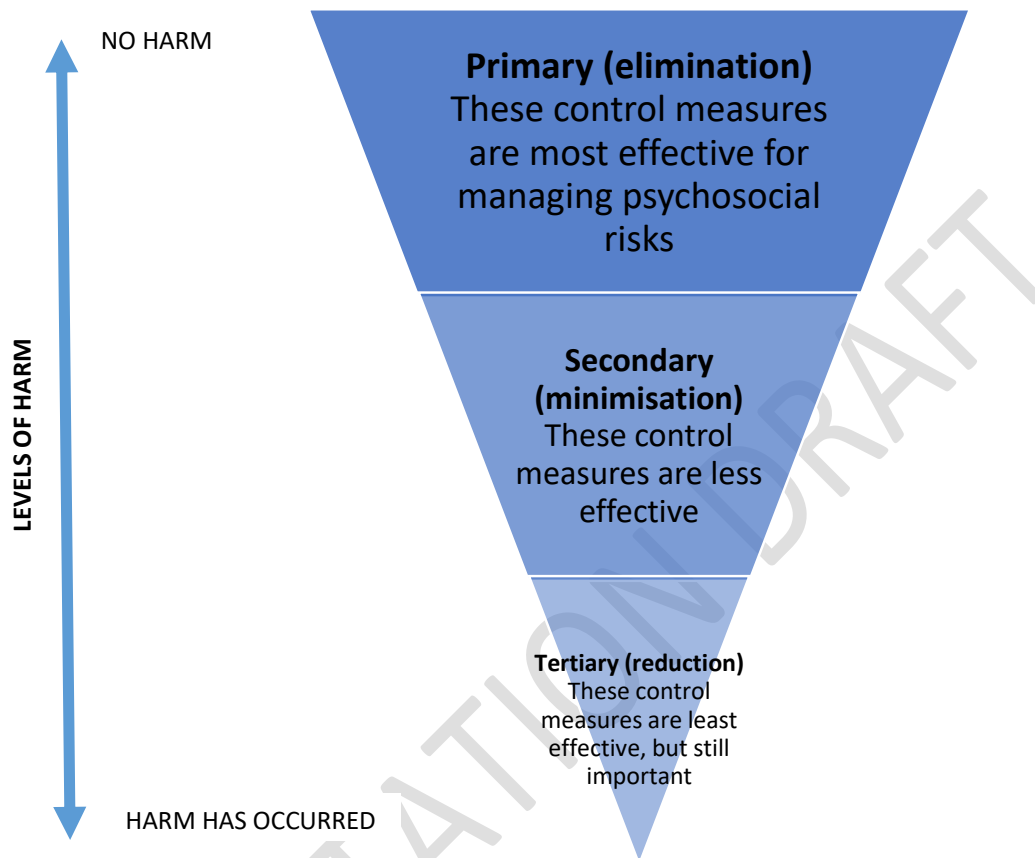 NO HARM
Primary (elimination)
These control measures
are most effective for
managing psychosocial
risks
LEVELS OF HARM
Secondary
(minimisation)
These control
measures are less
effective
Tertiary (reduction)
These control
measures are least
effective, but still
important
HARM HAS OCCURRED
ATION DRAFT